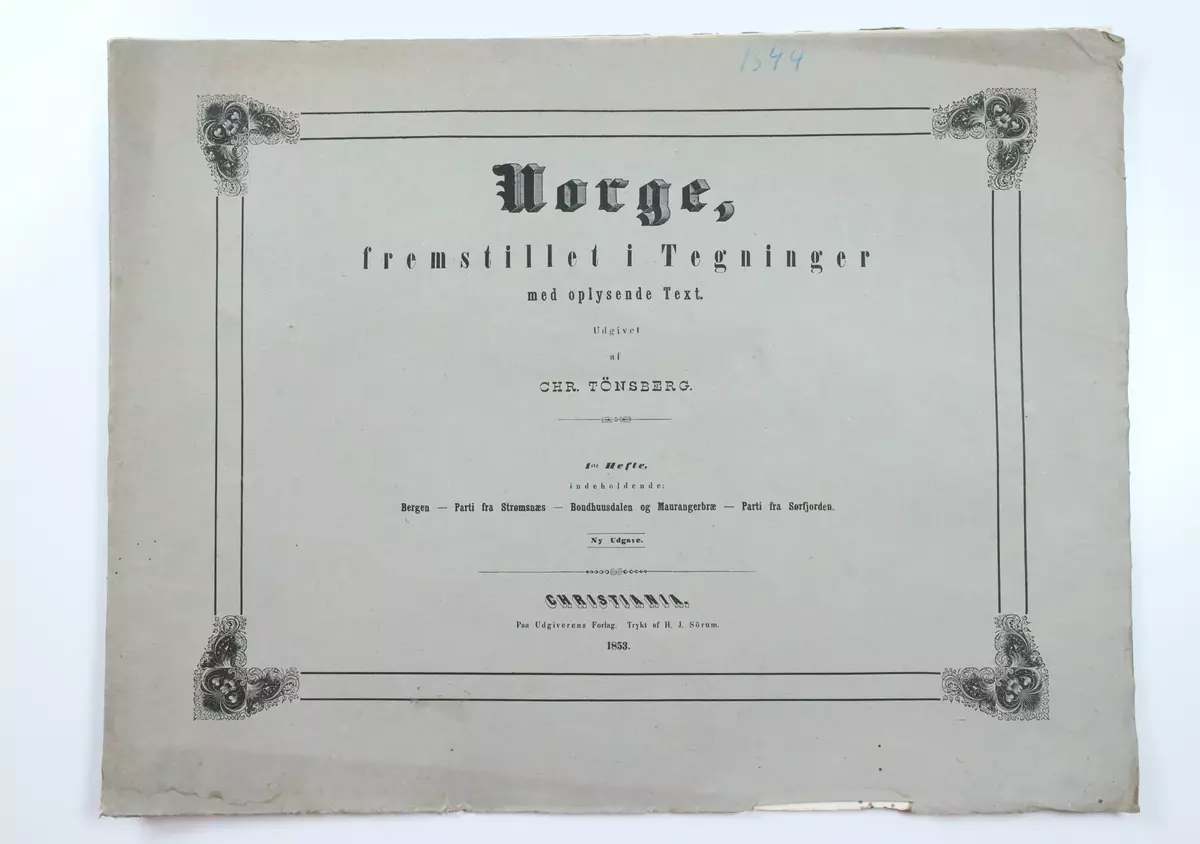 1344
Norge,
fremstillet i Tegninger
med oplysende Text.
Udgivet
af
CHR. TÖNSBERG.
1ste Hefte,
indeholdende:
Bergen — Parti fra Strømsnæs — Bondhuusdalen og Maurangerbræ — Parti fra Sørfjorden.
Ny Udgave.
CHRISTIANIA.
Paa Udgiverens Forlag. Trykt af H. J. Sörum.
1853.